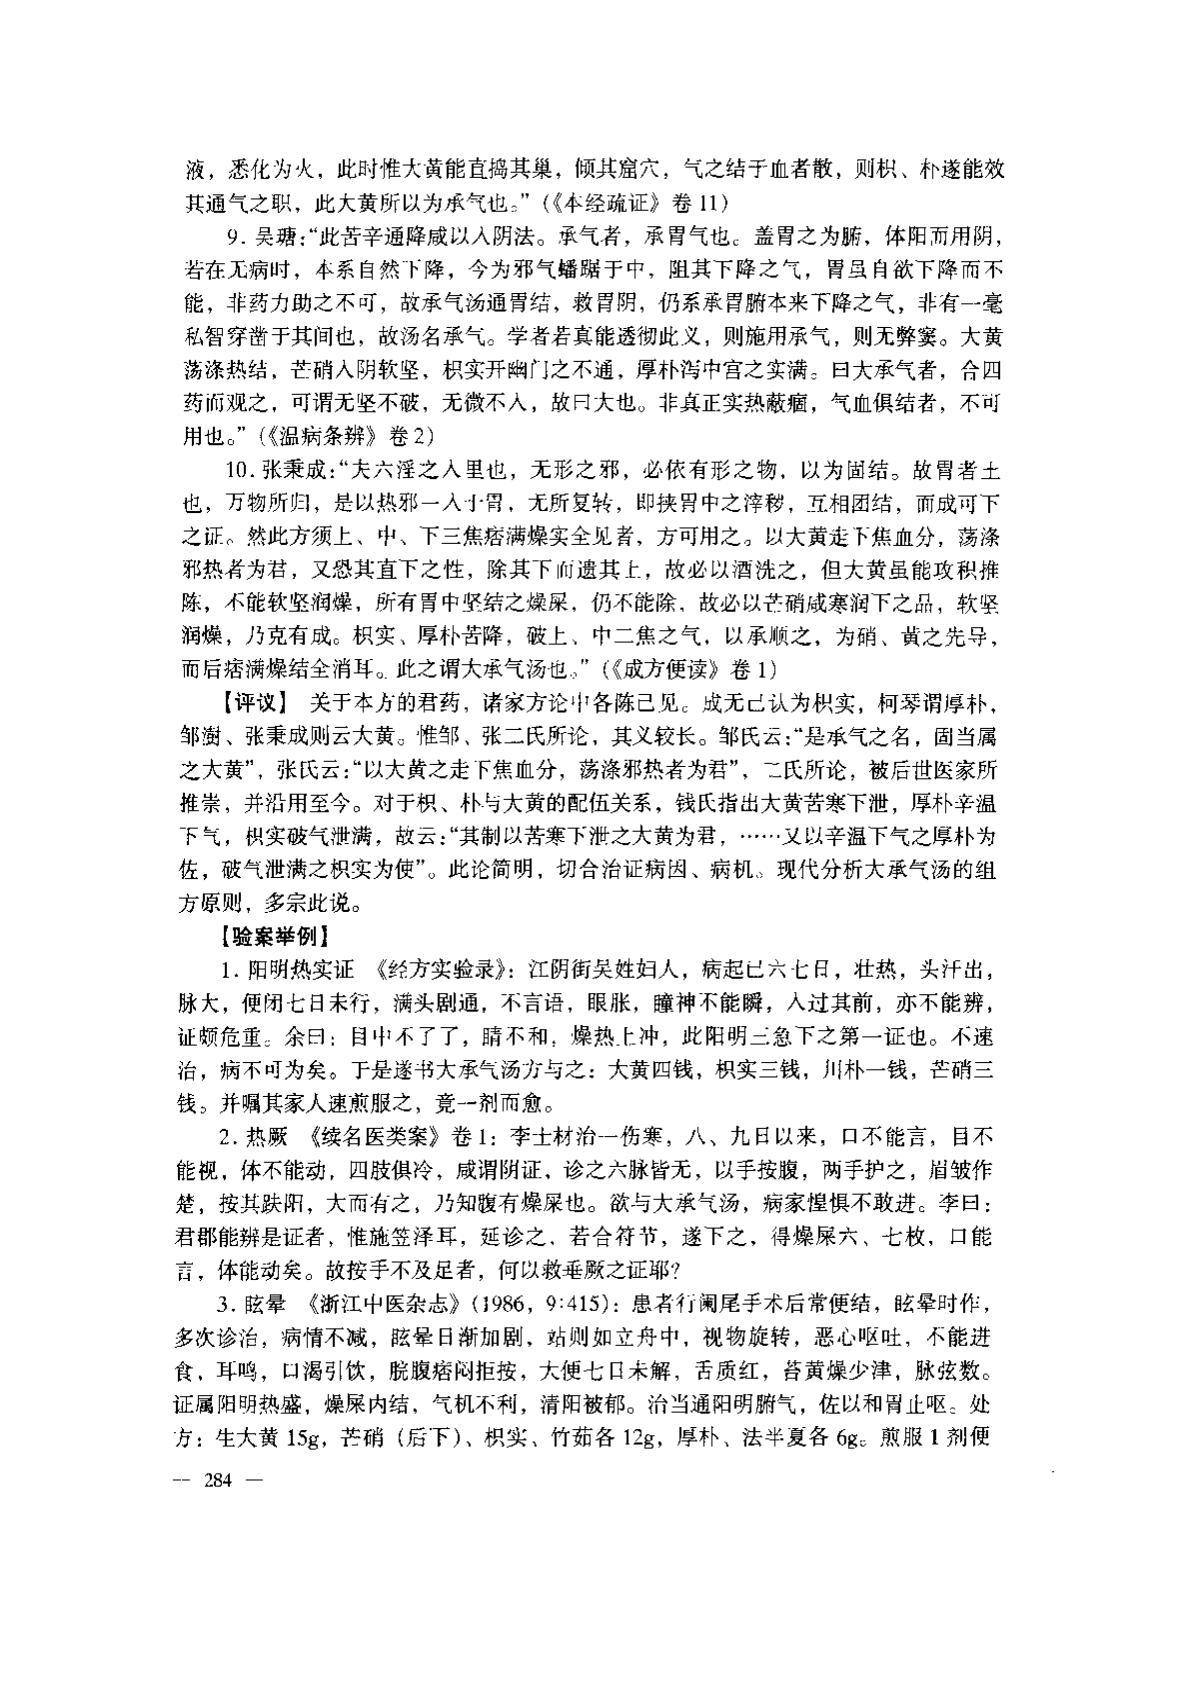 液，悉化为火，此时惟大黄能直捣其巢，倾其窟穴，气之结于血者散，则枳、朴遂能效
其通气之职，此大黄所以为承气也。”（《本经疏证》卷 11）
9. 吴瑭：“此苦辛通降咸以入阴法。承气者，承胃气也。盖胃之为腑，体阳而用阴，
若在无病时，本系自然下降，今为邪气蟠踞于中，阻其下降之气，胃虽自欲下降而不
能，非药力助之不可，故承气汤通胃结，救胃阴，仍系承胃腑本来下降之气，非有一毫
私智穿凿于其间也，故汤名承气。学者若真能透彻此义，则施用承气，则无弊窦。大黄
荡涤热结，芒硝入阴软坚，枳实开幽门之不通，厚朴泻中宫之实满。曰大承气者，合四
药而观之，可谓无坚不破，无微不入，故曰大也。非真正实热蔽痼，气血俱结者，不可
用也。”（《温病条辨》卷 2）
10. 张秉成：“夫六淫之入里也，无形之邪，必依有形之物，以为固结。故胃者土
也，万物所归，是以热邪一入于胃，无所复转，即挟胃中之滓秽，互相团结，而成可下
之证。然此方须上、中、下三焦痞满燥实全见者，方可用之。以大黄走下焦血分，荡涤
邪热者为君，又恐其直下之性，除其下而遗其上，故必以酒洗之，但大黄虽能攻积推
陈，不能软坚润燥，所有胃中坚结之燥屎，仍不能除，故必以芒硝咸寒润下之品，软坚
润燥，乃克有成。枳实、厚朴苦降，破上、中二焦之气，以承顺之，为硝、黄之先导，
而后痞满燥结全消耳。此之谓大承气汤也。”（《成方便读》卷 1）
【评议】 关于本方的君药，诸家方论中各陈己见。成无己认为枳实，柯琴谓厚朴，
邹澍、张秉成则云大黄。惟邹、张二氏所论，其义较长。邹氏云：“是承气之名，固当属
之大黄”，张氏云：“以大黄之走下焦血分，荡涤邪热者为君”，二氏所论，被后世医家所
推崇，并沿用至今。对于枳、朴与大黄的配伍关系，钱氏指出大黄苦寒下泄，厚朴辛温
下气，枳实破气泄满，故云：“其制以苦寒下泄之大黄为君，……又以辛温下气之厚朴为
佐，破气泄满之枳实为使”。此论简明，切合治证病因、病机。现代分析大承气汤的组
方原则，多宗此说。
【验案举例】
1. 阳明热实证 《经方实验录》：江阴街吴姓妇人，病起已六七日，壮热，头汗出，
脉大，便闭七日未行，满头剧通，不言语，眼胀，瞳神不能瞬，人过其前，亦不能辨，
证颇危重。余曰：目中不了了，睛不和，燥热上冲，此阳明三急下之第一证也。不速
治，病不可为矣。于是遂书大承气汤方与之：大黄四钱，枳实三钱，川朴一钱，芒硝三
钱。并嘱其家人速煎服之，竟一剂而愈。
2. 热厥 《续名医类案》卷 1：李士材治一伤寒，八、九日以来，口不能言，目不
能视，体不能动，四肢俱冷，咸谓阴证，诊之六脉皆无，以手按腹，两手护之，眉皱作
楚，按其趺阳，大而有之，乃知腹有燥屎也。欲与大承气汤，病家惶惧不敢进。李曰：
君郡能辨是证者，惟施笠泽耳，延诊之，若合符节，遂下之，得燥屎六、七枚，口能
言，体能动矣。故按手不及足者，何以救垂厥之证耶？
3. 眩晕 《浙江中医杂志》（1986，9∶415）：患者行阑尾手术后常便结，眩晕时作，
多次诊治，病情不减，眩晕日渐加剧，站则如立舟中，视物旋转，恶心呕吐，不能进
食，耳鸣，口渴引饮，脘腹痞闷拒按，大便七日未解，舌质红，苔黄燥少津，脉弦数。
证属阳明热盛，燥屎内结，气机不利，清阳被郁。治当通阳明腑气，佐以和胃止呕。处
方：生大黄 15g，芒硝（后下）、枳实、竹茹各 12g，厚朴、法半夏各 6g。煎服 1 剂便
— 284 —